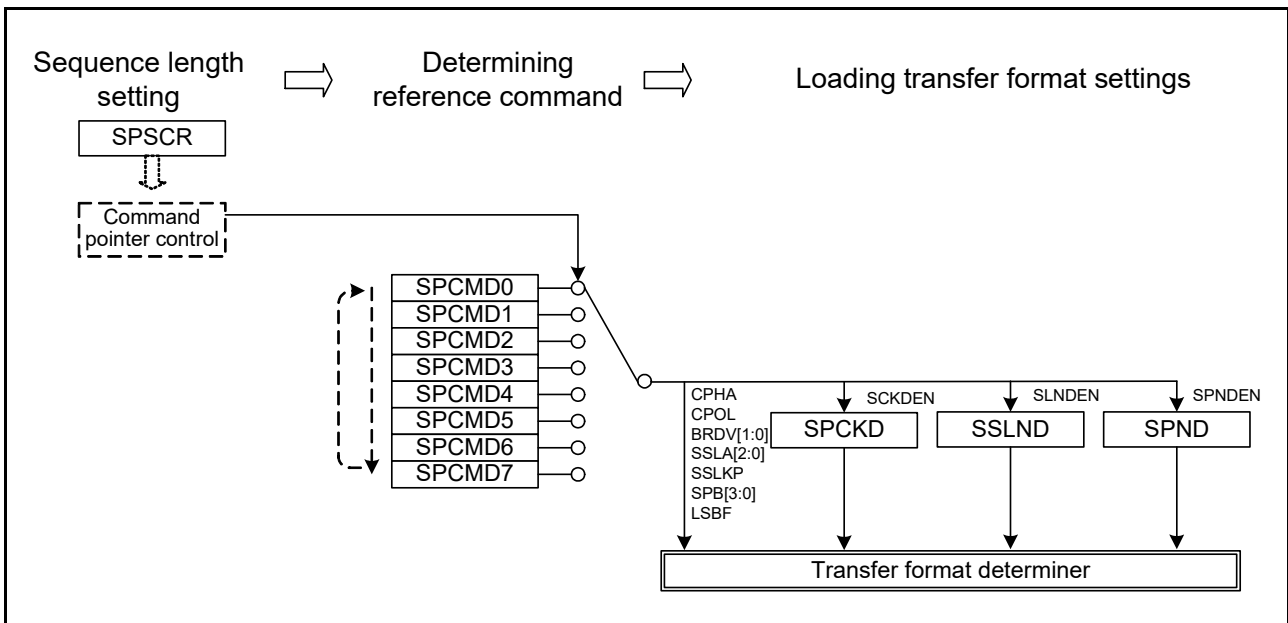 Sequence length
setting
Determining
reference command
Loading transfer format settings
SPSCR
Command
pointer control
SPCMD0
SPCMD1
SPCMD2
SPCMD3
SPCMD4
SPCMD5
SPCMD6
SPCMD7
CPHA
CPOL
BRDV[1:0]
SSLA[2:0]
SSLKP
SPB[3:0]
LSBF
SCKDEN
SPCKD
SLNDEN
SSLND
SPNDEN
SPND
Transfer format determiner